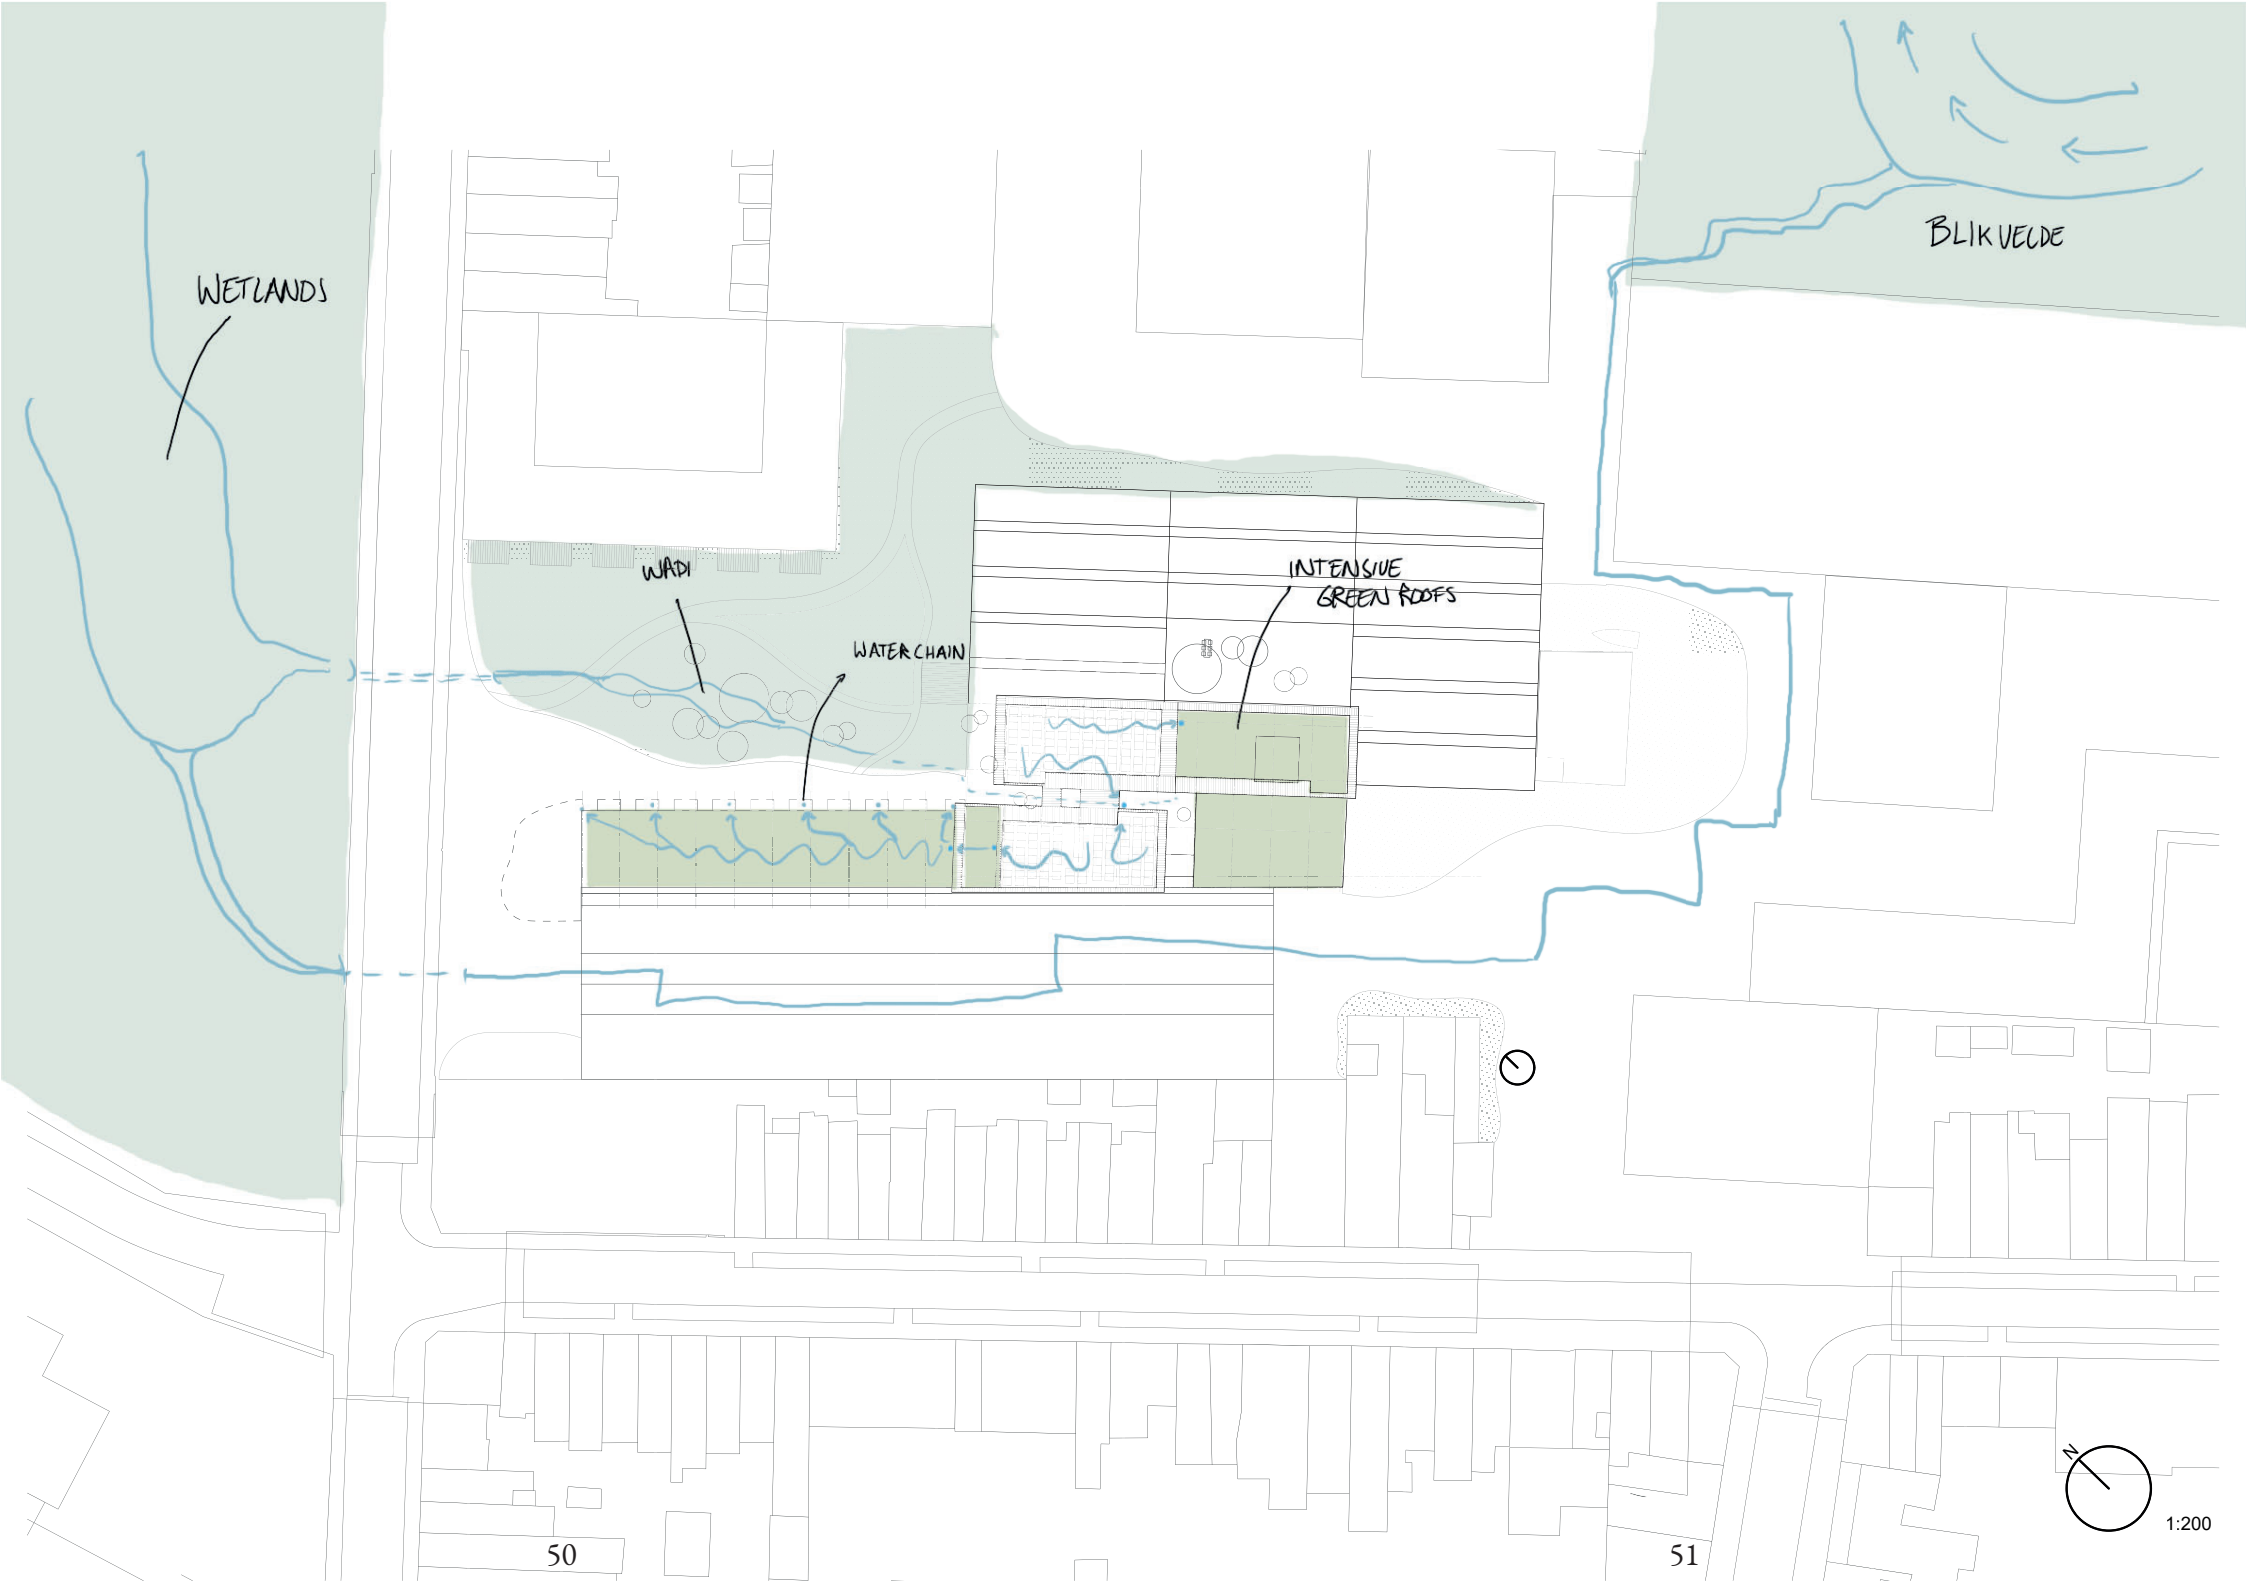 BLIKVELDE
WETLANDS
WADI
INTENSIVE
GREEN ROOFS
WATERCHAIN
N
1:200
50
51